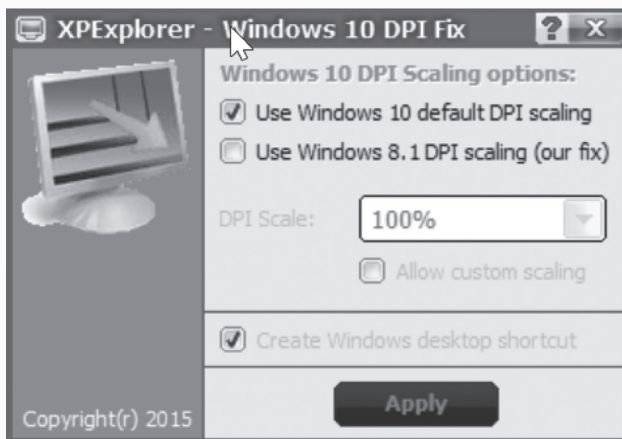 XPExplorer - Windows 10 DPI Fix ? X
Windows 10 DPI Scaling options:
Use Windows 10 default DPI scaling
Use Windows 8.1 DPI scaling (our fix)
DPI Scale: 100%
Allow custom scaling
Create Windows desktop shortcut
Apply
Copyright(r) 2015